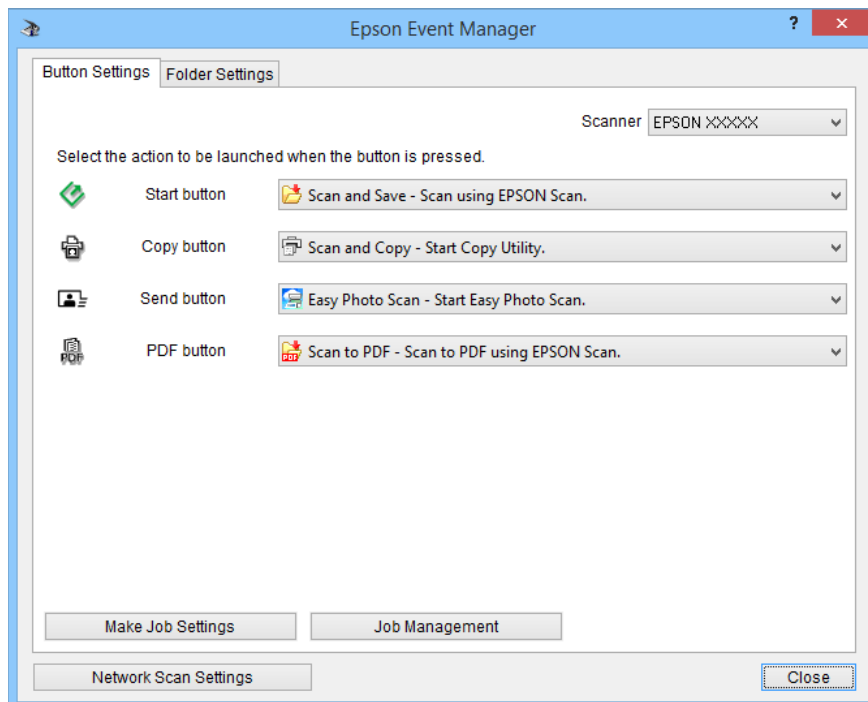 Epson Event Manager
?
Button Settings
Folder Settings
Scanner EPSON XXXXX
Select the action to be launched when the button is pressed.
Start button Scan and Save - Scan using EPSON Scan.
Copy button Scan and Copy - Start Copy Utility.
Send button Easy Photo Scan - Start Easy Photo Scan.
PDF PDF button PDF Scan to PDF - Scan to PDF using EPSON Scan.
Make Job Settings Job Management
Network Scan Settings Close